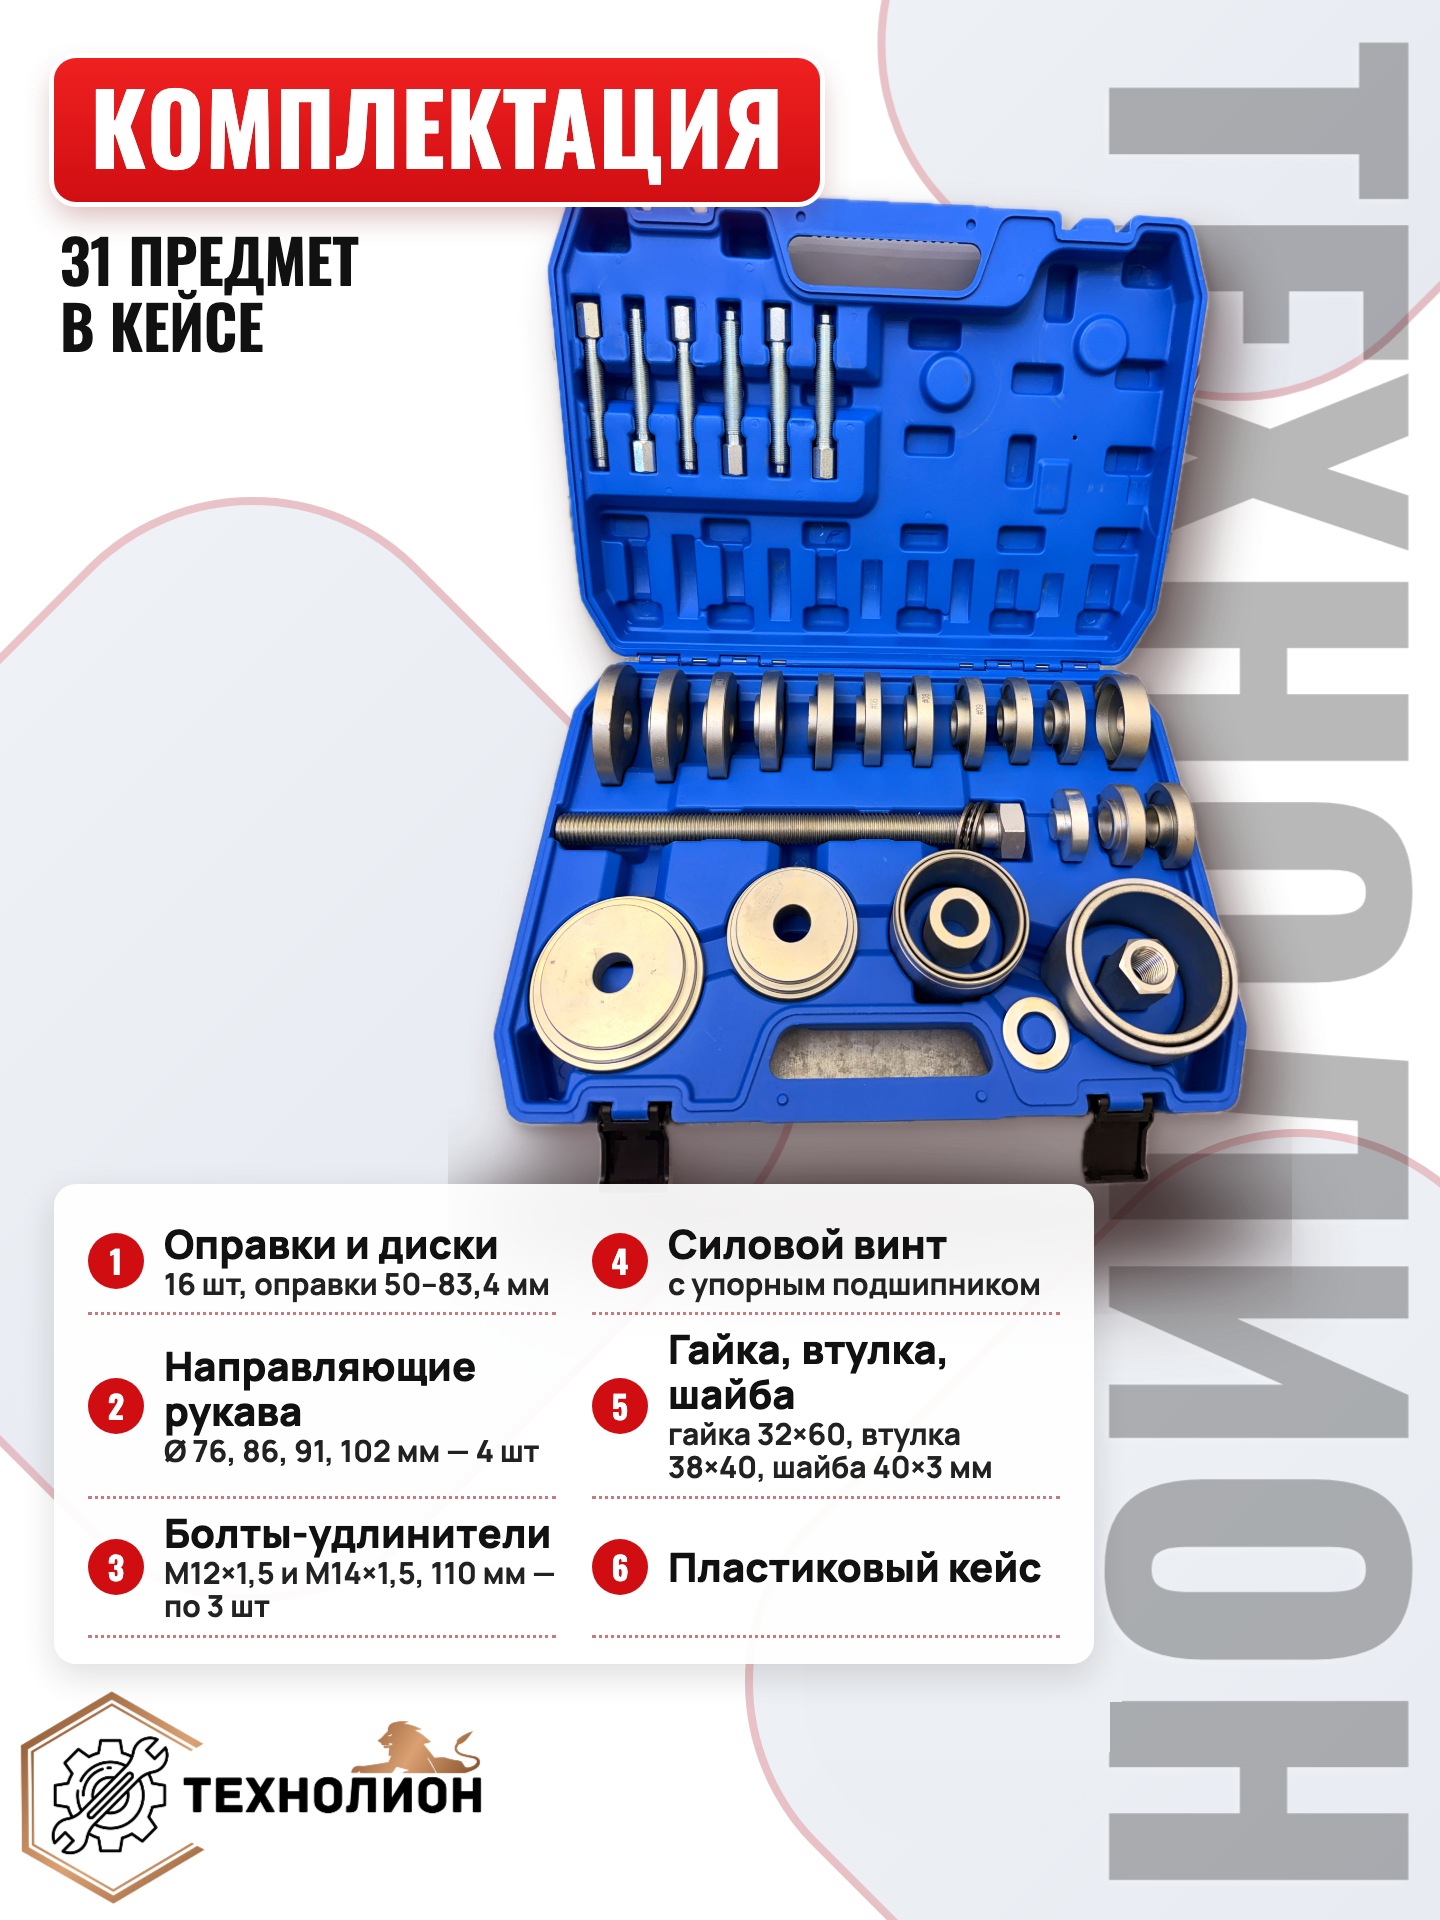 КОМПЛЕКТАЦИЯ
31 ПРЕДМЕТ
В КЕЙСЕ
ТЕХНОЛИОН
1
Оправки и диски
16 шт, оправки 50–83,4 мм
2
Направляющие
рукава
Ø 76, 86, 91, 102 мм — 4 шт
3
Болты-удлинители
М12×1,5 и М14×1,5, 110 мм —
по 3 шт
4
Силовой винт
с упорным подшипником
5
Гайка, втулка,
шайба
гайка 32×60, втулка
38×40, шайба 40×3 мм
6
Пластиковый кейс
ТЕХНОЛИОН